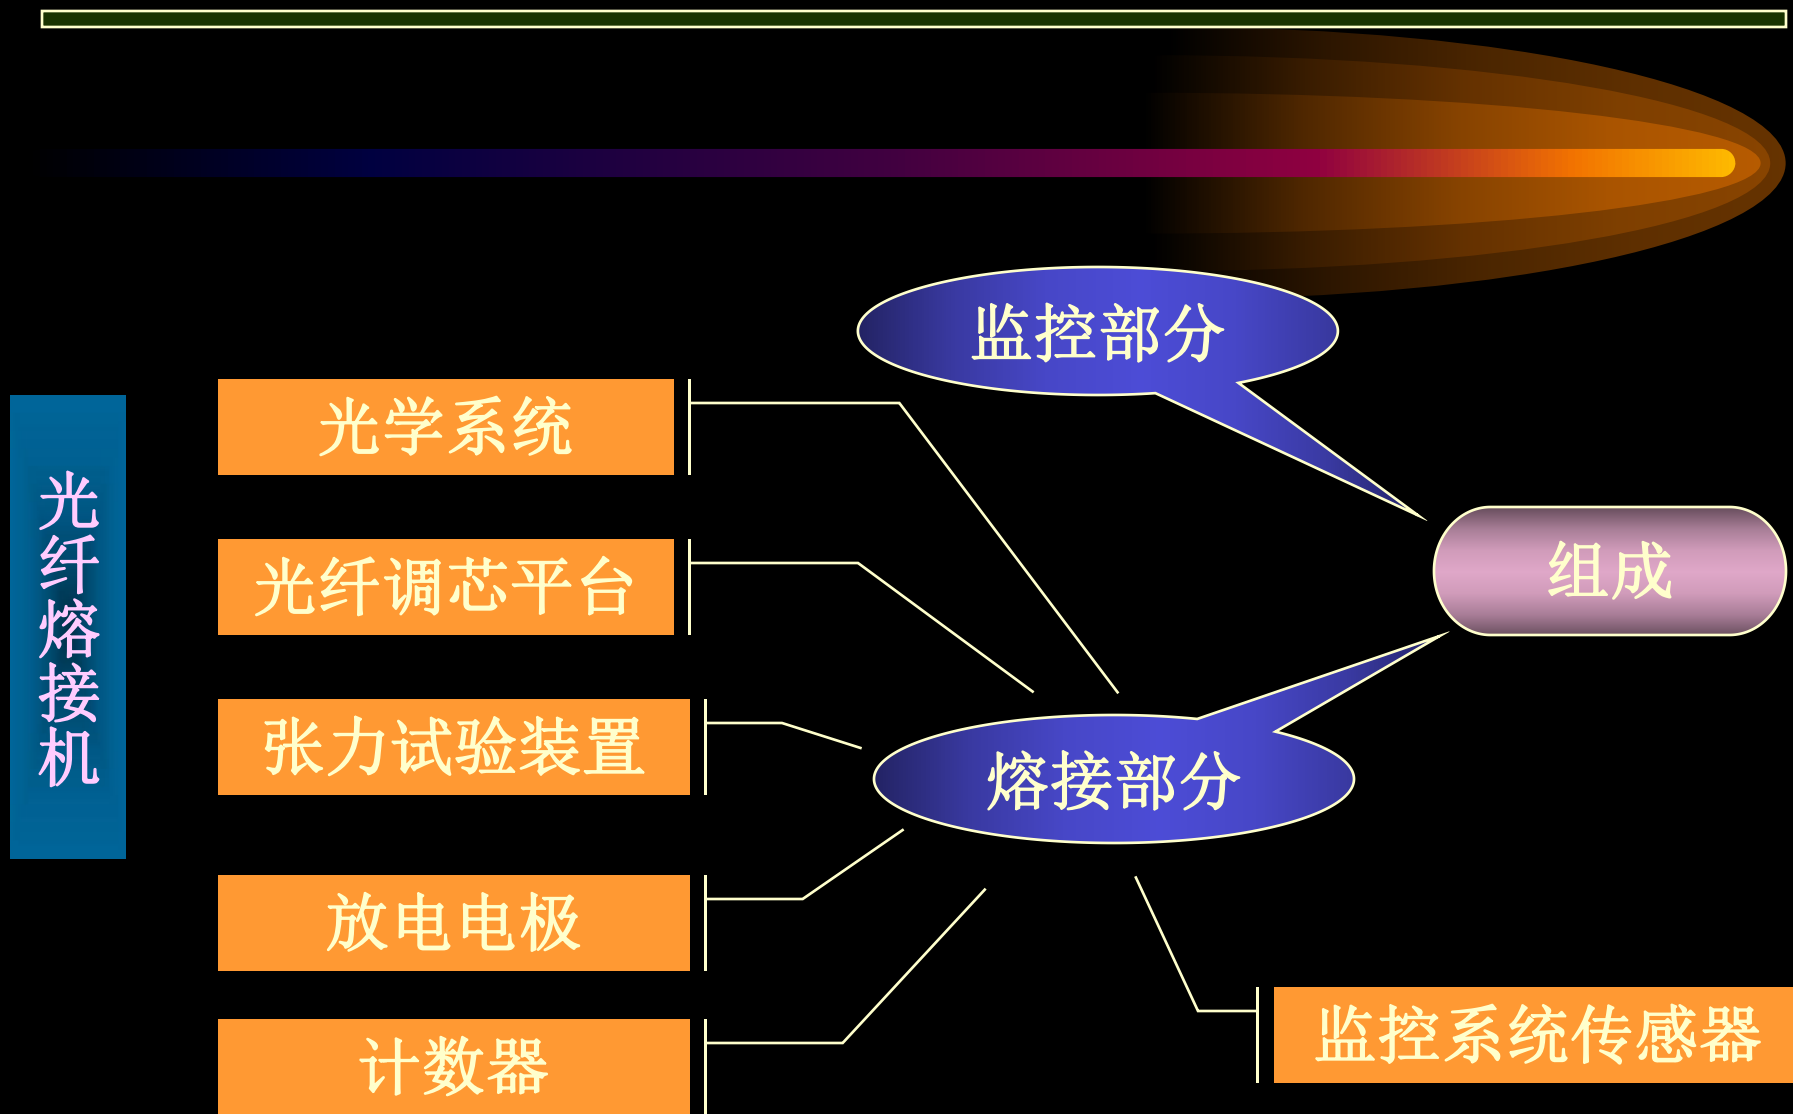 监控部分
光学系统
光纤熔接机
光纤调芯平台
组成
张力试验装置
熔接部分
放电电极
监控系统传感器
计数器